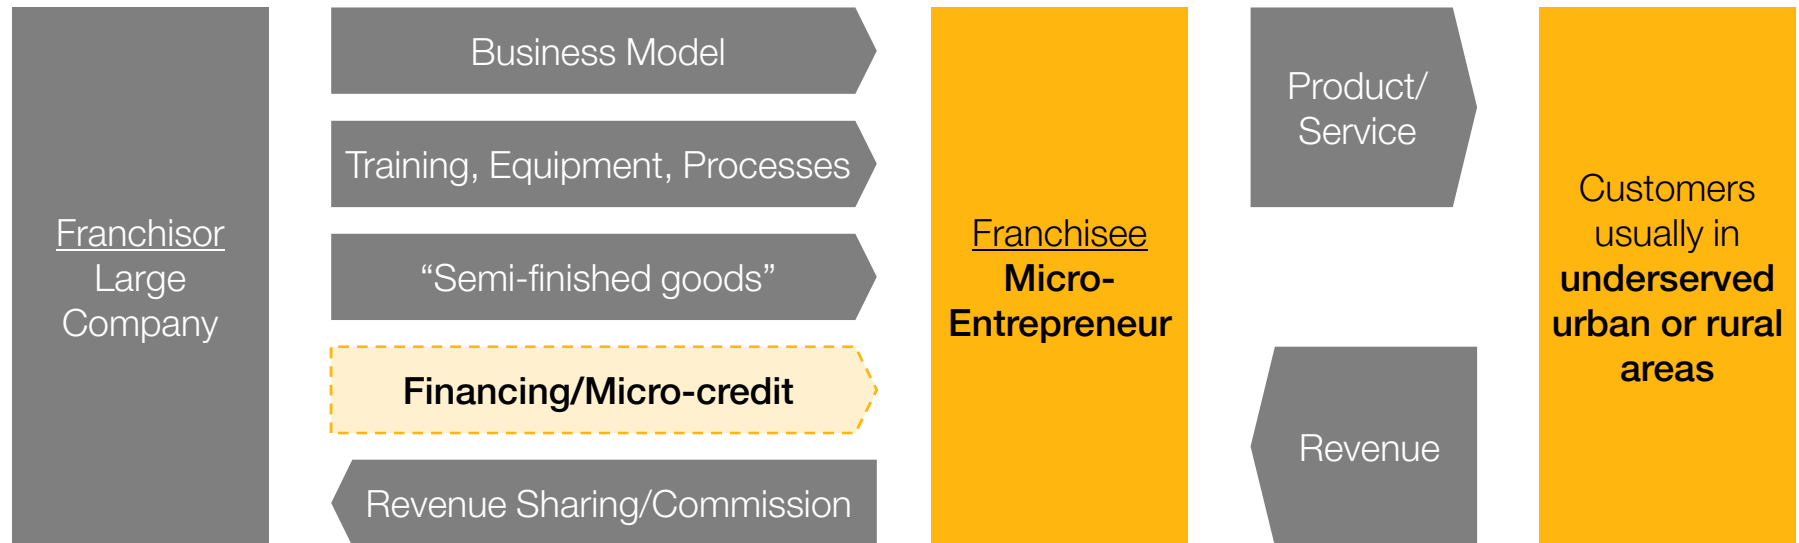 Franchisor
Large
Company
Business Model
Training, Equipment, Processes
“Semi-finished goods”
Financing/Micro-credit
Revenue Sharing/Commission
Franchisee
Micro-
Entrepreneur
Product/
Service
Revenue
Customers
usually in
underserved
urban or rural
areas